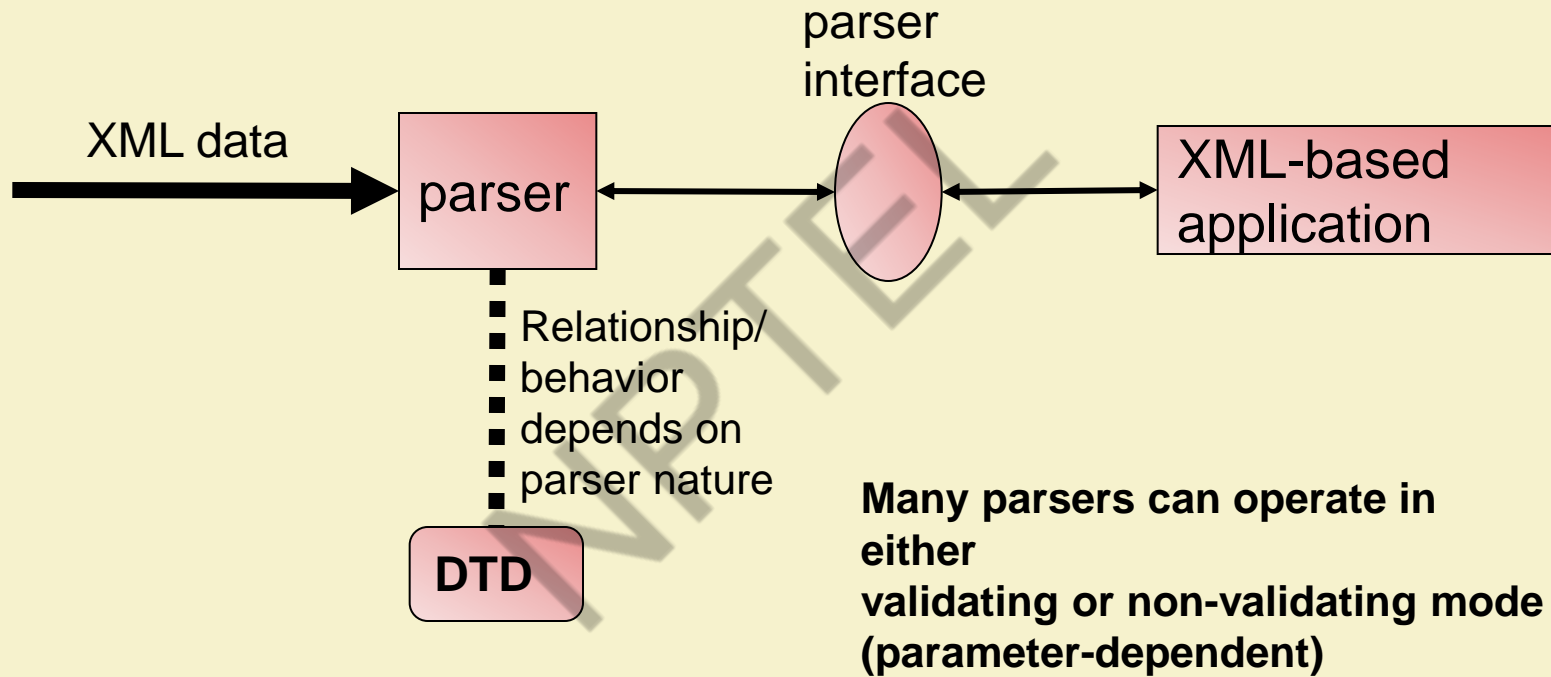 parser
interface
XML data
parser
XML-based
application
Relationship/
behavior
depends on
parser nature
DTD
Many parsers can operate in
either
validating or non-validating mode
(parameter-dependent)
NPTEL